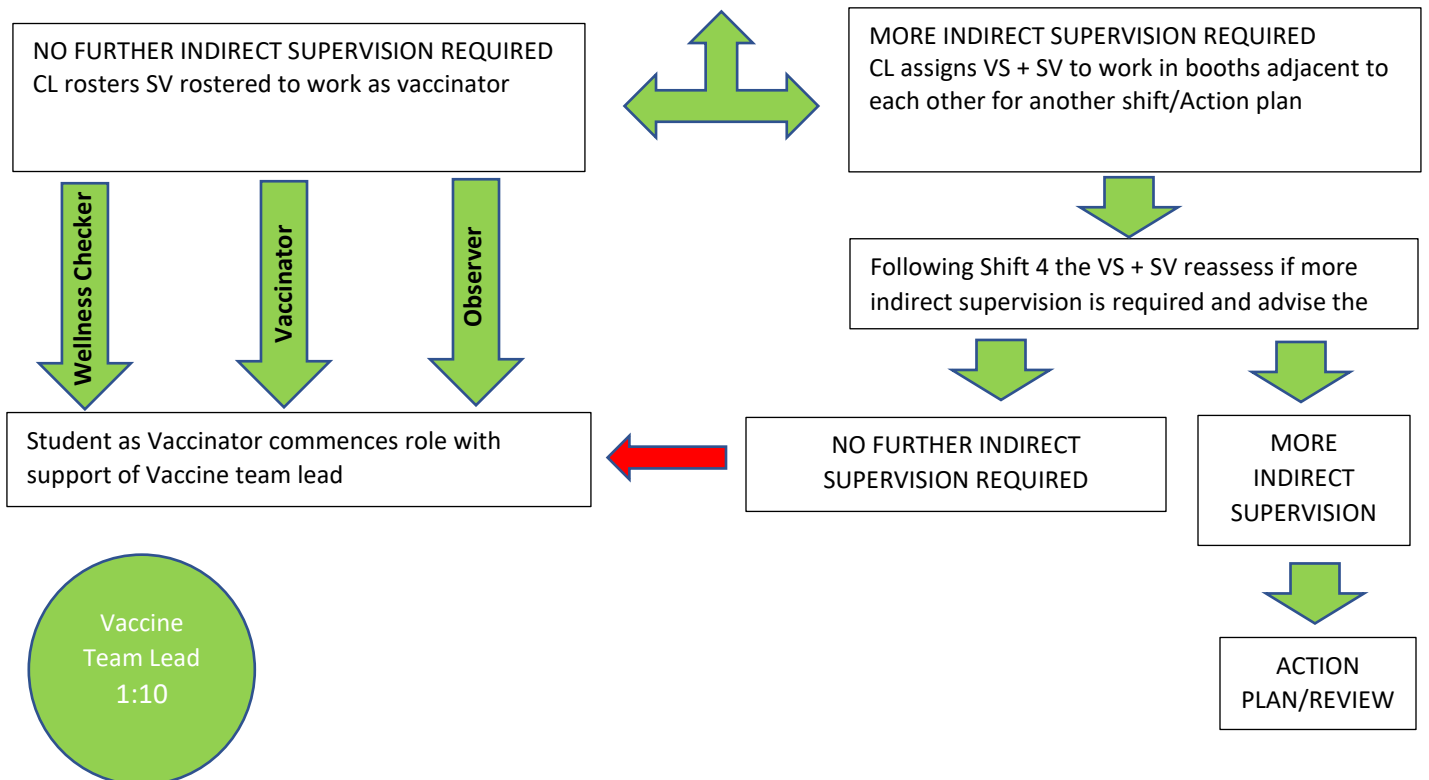 NO FURTHER INDIRECT SUPERVISION REQUIRED
CL rosters SV rostered to work as vaccinator
MORE INDIRECT SUPERVISION REQUIRED
CL assigns VS + SV to work in booths adjacent to
each other for another shift/Action plan
Wellness Checker
Vaccinator
Observer
Following Shift 4 the VS + SV reassess if more
indirect supervision is required and advise the
Student as Vaccinator commences role with
support of Vaccine team lead
NO FURTHER INDIRECT
SUPERVISION REQUIRED
MORE
INDIRECT
SUPERVISION
Vaccine
Team Lead
1:10
ACTION
PLAN/REVIEW